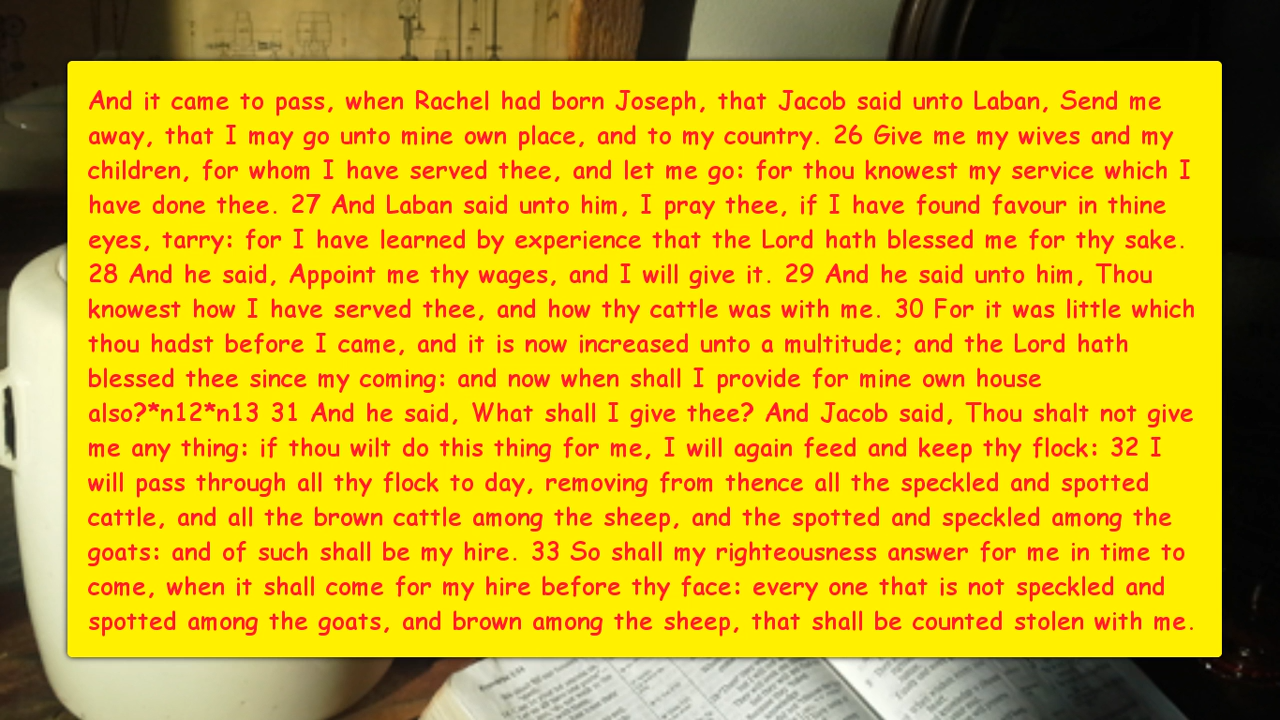 And it came to pass, when Rachel had born Joseph, that Jacob said unto Laban, Send me
away, that I may go unto mine own place, and to my country. 26 Give me my wives and my
children, for whom I have served thee, and let me go: for thou knowest my service which I
have done thee. 27 And Laban said unto him, I pray thee, if I have found favour in thine
eyes, tarry: for I have learned by experience that the Lord hath blessed me for thy sake.
28 And he said, Appoint me thy wages, and I will give it. 29 And he said unto him, Thou
knowest how I have served thee, and how thy cattle was with me. 30 For it was little which
thou hadst before I came, and it is now increased unto a multitude; and the Lord hath
blessed thee since my coming: and now when shall I provide for mine own house
also?*n12*n13 31 And he said, What shall I give thee? And Jacob said, Thou shalt not give
me any thing: if thou wilt do this thing for me, I will again feed and keep thy flock: 32 I
will pass through all thy flock to day, removing from thence all the speckled and spotted
cattle, and all the brown cattle among the sheep, and the spotted and speckled among the
goats: and of such shall be my hire. 33 So shall my righteousness answer for me in time to
come, when it shall come for my hire before thy face: every one that is not speckled and
spotted among the goats, and brown among the sheep, that shall be counted stolen with me.